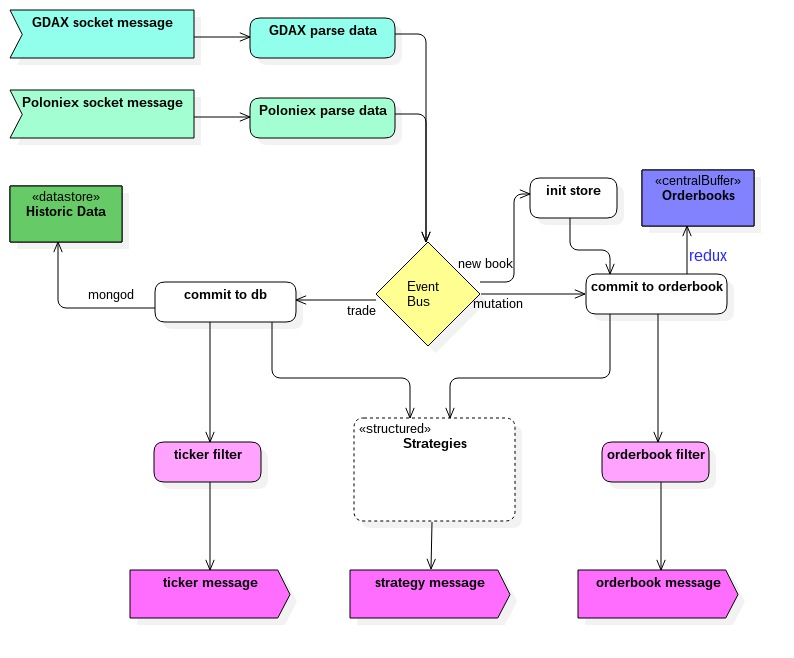 GDAX socket message
GDAX parse data
Poloniex socket message
Poloniex parse data
«datastore»
Historic Data
init store
«centralBuffer»
Orderbooks
redux
new book
Event
Bus
mongod
commit to db
trade
mutation
commit to orderbook
«structured»
Strategies
ticker filter
orderbook filter
ticker message
strategy message
orderbook message